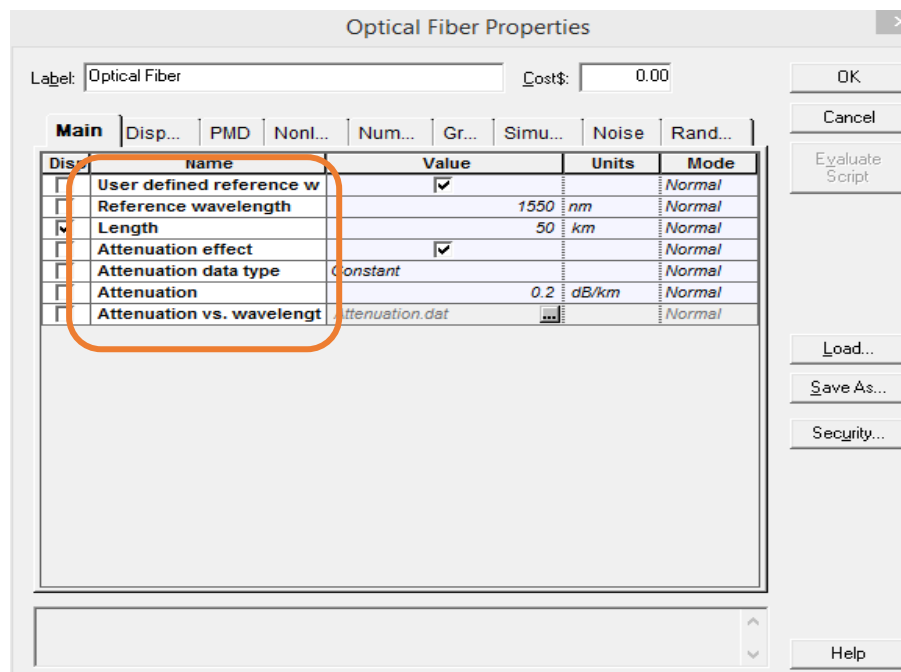 Optical Fiber Properties
Label: Optical Fiber Cost$: 0.00 OK
Cancel
Main Disp... PMD Nonl... Num... Gr... Simu... Noise Rand...
Evaluate
Script
Disp Name Value Units Mode
User defined reference w Normal
Reference wavelength 1550 nm Normal
Length 50 km Normal
Attenuation effect Normal
Attenuation data type Constant Normal
Attenuation 0.2 dB/km Normal
Attenuation vs. wavelengt Attenuation.dat ... Normal
Load...
Save As...
Security...
Help